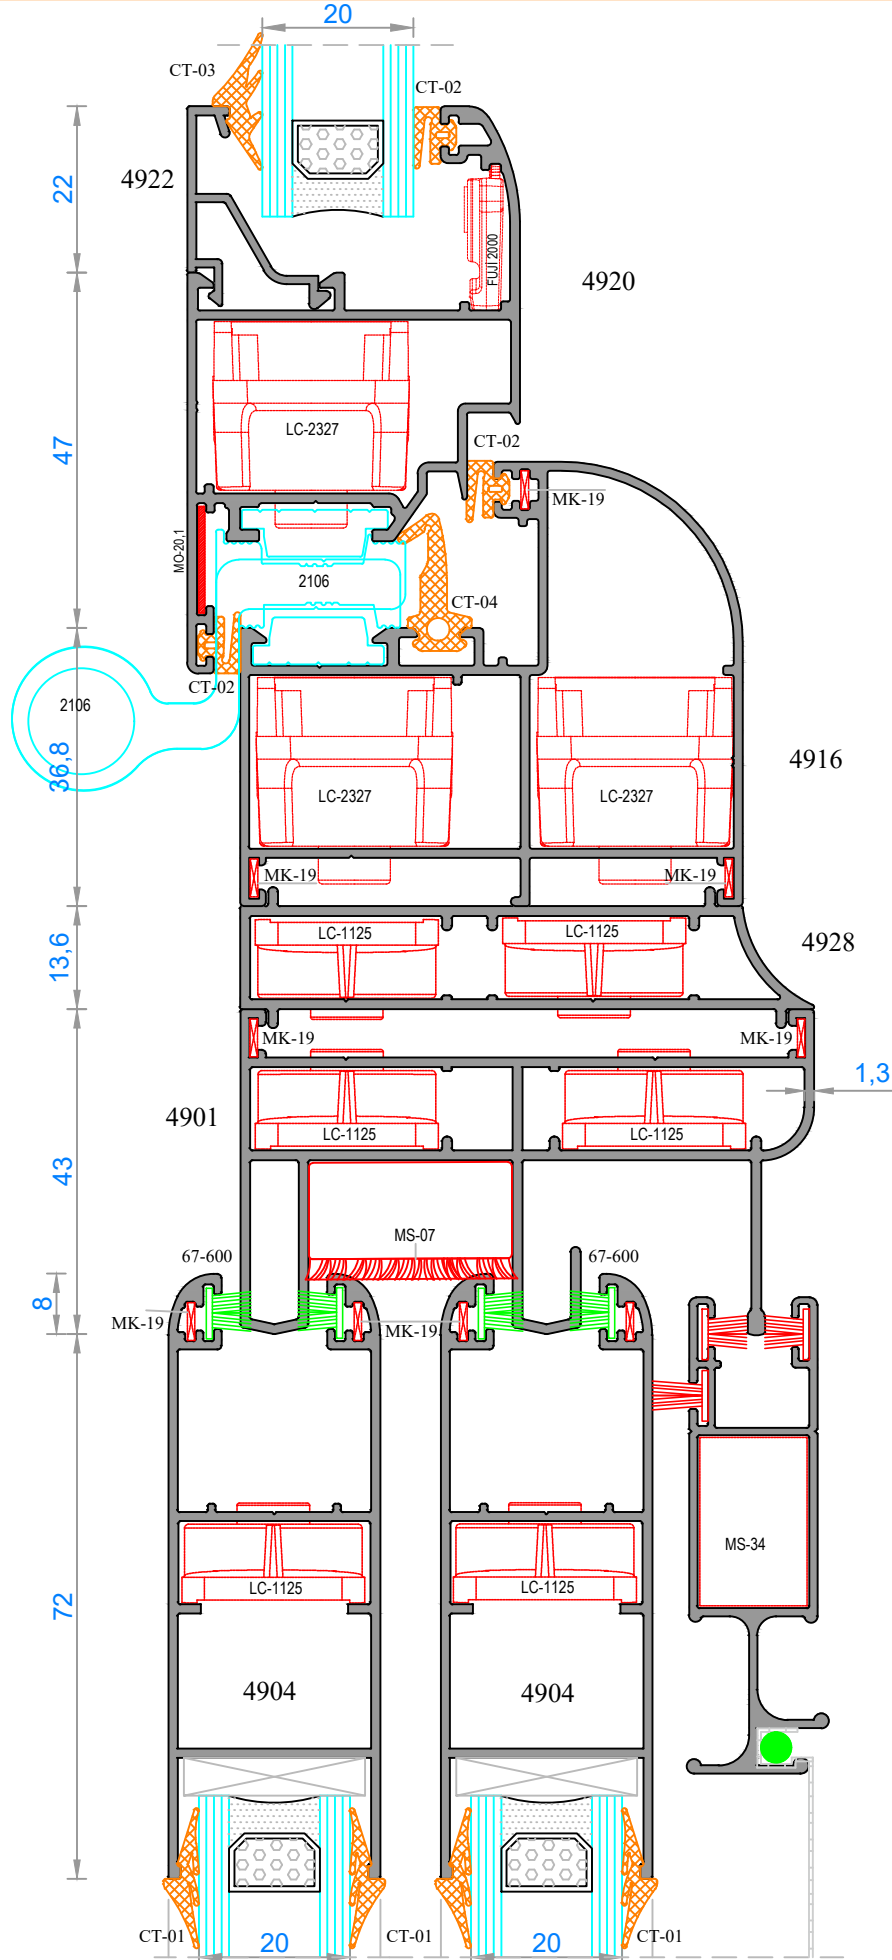 20
CT-03
CT-02
22
4922
FUJI 2000
4920
47
LC-2327
CT-02
MK-19
MO-20,1
2106
CT-04
CT-02
2106
36,8
LC-2327
LC-2327
4916
MK-19
MK-19
13,6
LC-1125
LC-1125
4928
MK-19
MK-19
1,3
4901
LC-1125
LC-1125
43
MS-07
67-600
67-600
8
MK-19
MK-19
MS-34
LC-1125
LC-1125
72
4904
4904
CT-01
20
CT-01
20
CT-01